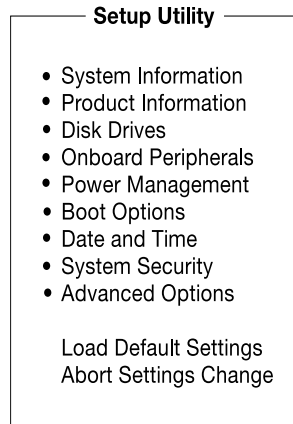 Setup Utility
• System Information
• Product Information
• Disk Drives
• Onboard Peripherals
• Power Management
• Boot Options
• Date and Time
• System Security
• Advanced Options
Load Default Settings
Abort Settings Change